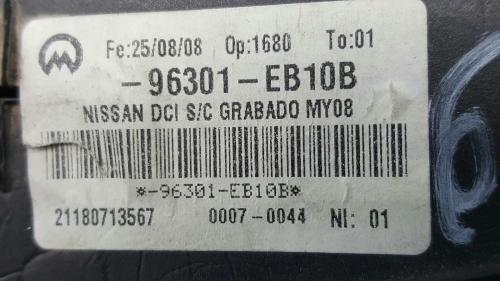 Fe:25/08/08 Op:1680 To:01
-96301-EB10B
NISSAN DCI S/C GRABADO MY08
*-96301-EB10B*
21180713567 0007-0044 NI: 01